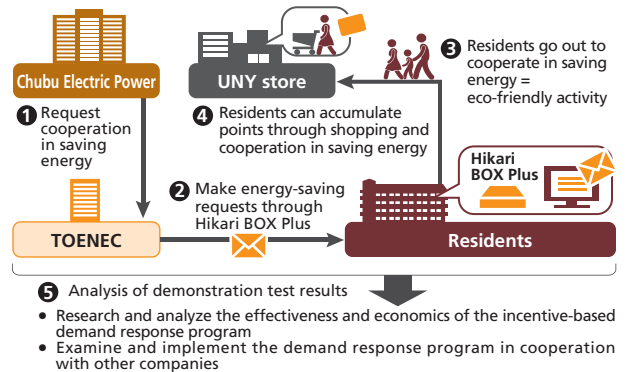 Chubu Electric Power
UNY store
❸ Residents go out to
cooperate in saving
energy =
eco-friendly activity
❶ Request
cooperation
in saving
energy
❹ Residents can accumulate
points through shopping and
cooperation in saving energy
Hikari
BOX Plus
❷ Make energy-saving
requests through
Hikari BOX Plus
TOENEC
Residents
❺ Analysis of demonstration test results
• Research and analyze the effectiveness and economics of the incentive-based
demand response program
• Examine and implement the demand response program in cooperation
with other companies